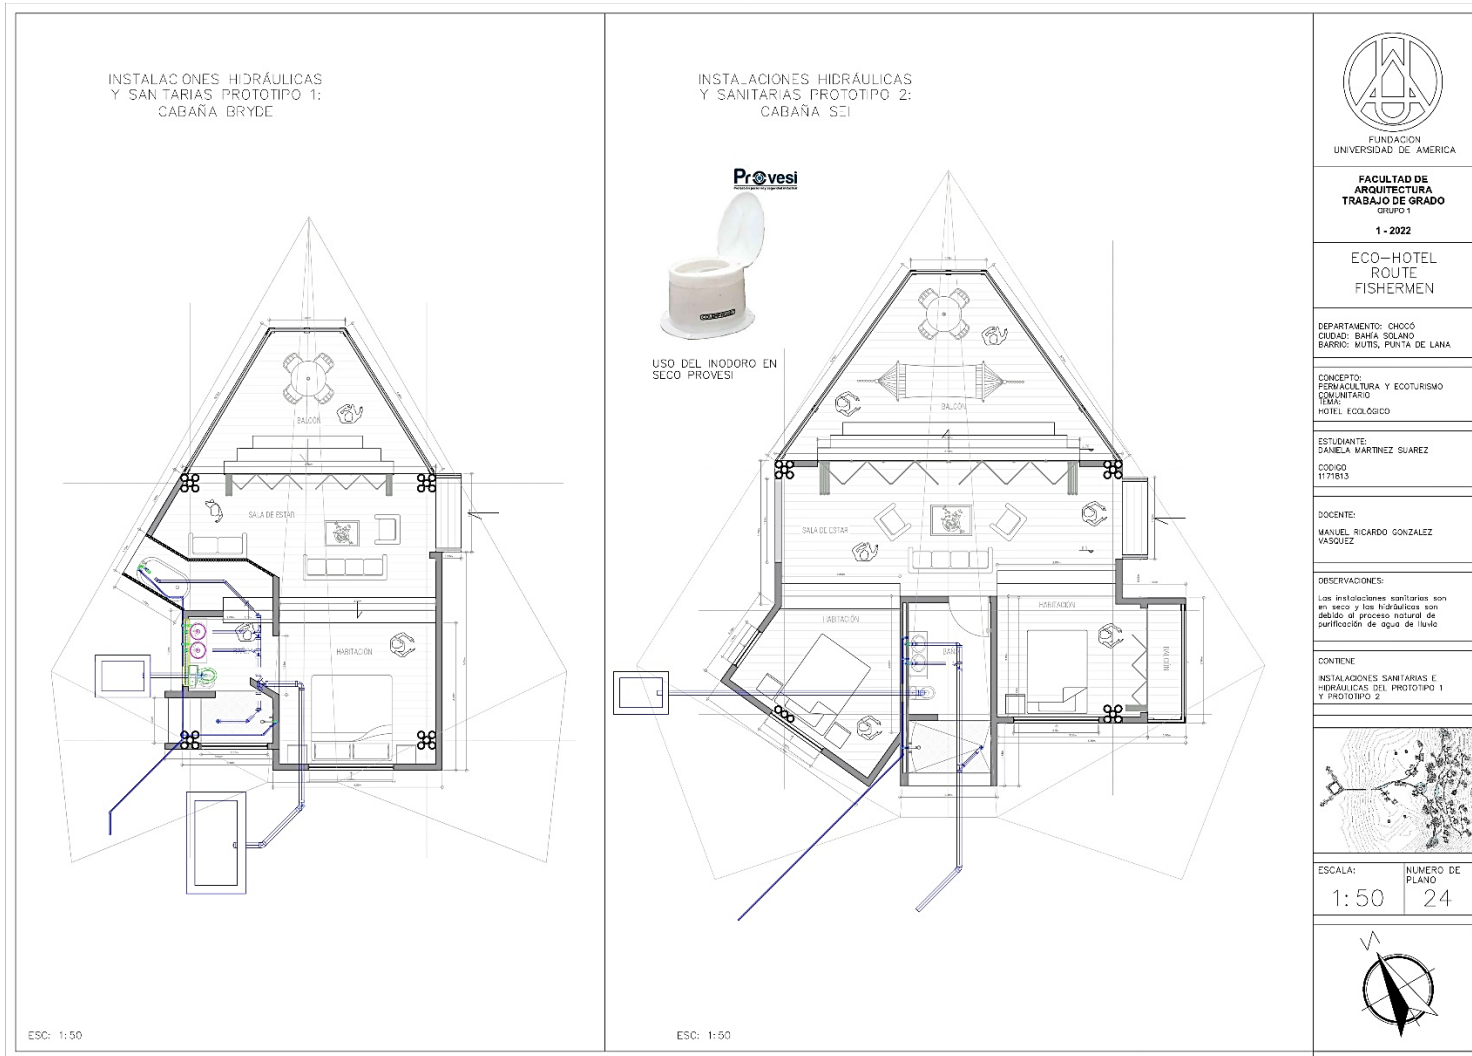 INSTALACIONES HIDRÁULICAS
Y SANITARIAS PROTOTIPO 1:
CABAÑA BRYDE
BALCÓN
SALA DE ESTAR
HABITACIÓN
ESC: 1:50
INSTALACIONES HIDRÁULICAS
Y SANITARIAS PROTOTIPO 2:
CABAÑA SEI
Provesi
USO DEL INODORO EN
SECO PROVESI
BALCÓN
SALA DE ESTAR
HABITACIÓN
HABITACIÓN
BALCÓN
ESC: 1:50
FUNDACION
UNIVERSIDAD DE AMERICA
FACULTAD DE
ARQUITECTURA
TRABAJO DE GRADO
GRUPO 1
1 - 2022
ECO-HOTEL
ROUTE
FISHERMEN
DEPARTAMENTO: CHOCÓ
CIUDAD: BAHÍA SOLANO
BARRIO: MUTIS, PUNTA DE LANA
CONCEPTO:
PERMACULTURA Y ECOTURISMO
COMUNITARIO
TEMA:
HOTEL ECOLÓGICO
ESTUDIANTE:
DANIELA MARTINEZ SUAREZ
CODIGO
1171813
DOCENTE:
MANUEL RICARDO GONZALEZ
VASQUEZ
OBSERVACIONES:
Las instalaciones sanitarias son
en seco y las hidráulicas son
debido al proceso natural de
purificación de agua de lluvia
CONTIENE
INSTALACIONES SANITARIAS E
HIDRÁULICAS DEL PROTOTIPO 1
Y PROTOTIPO 2
ESCALA:
1:50
NUMERO DE
PLANO
24
N